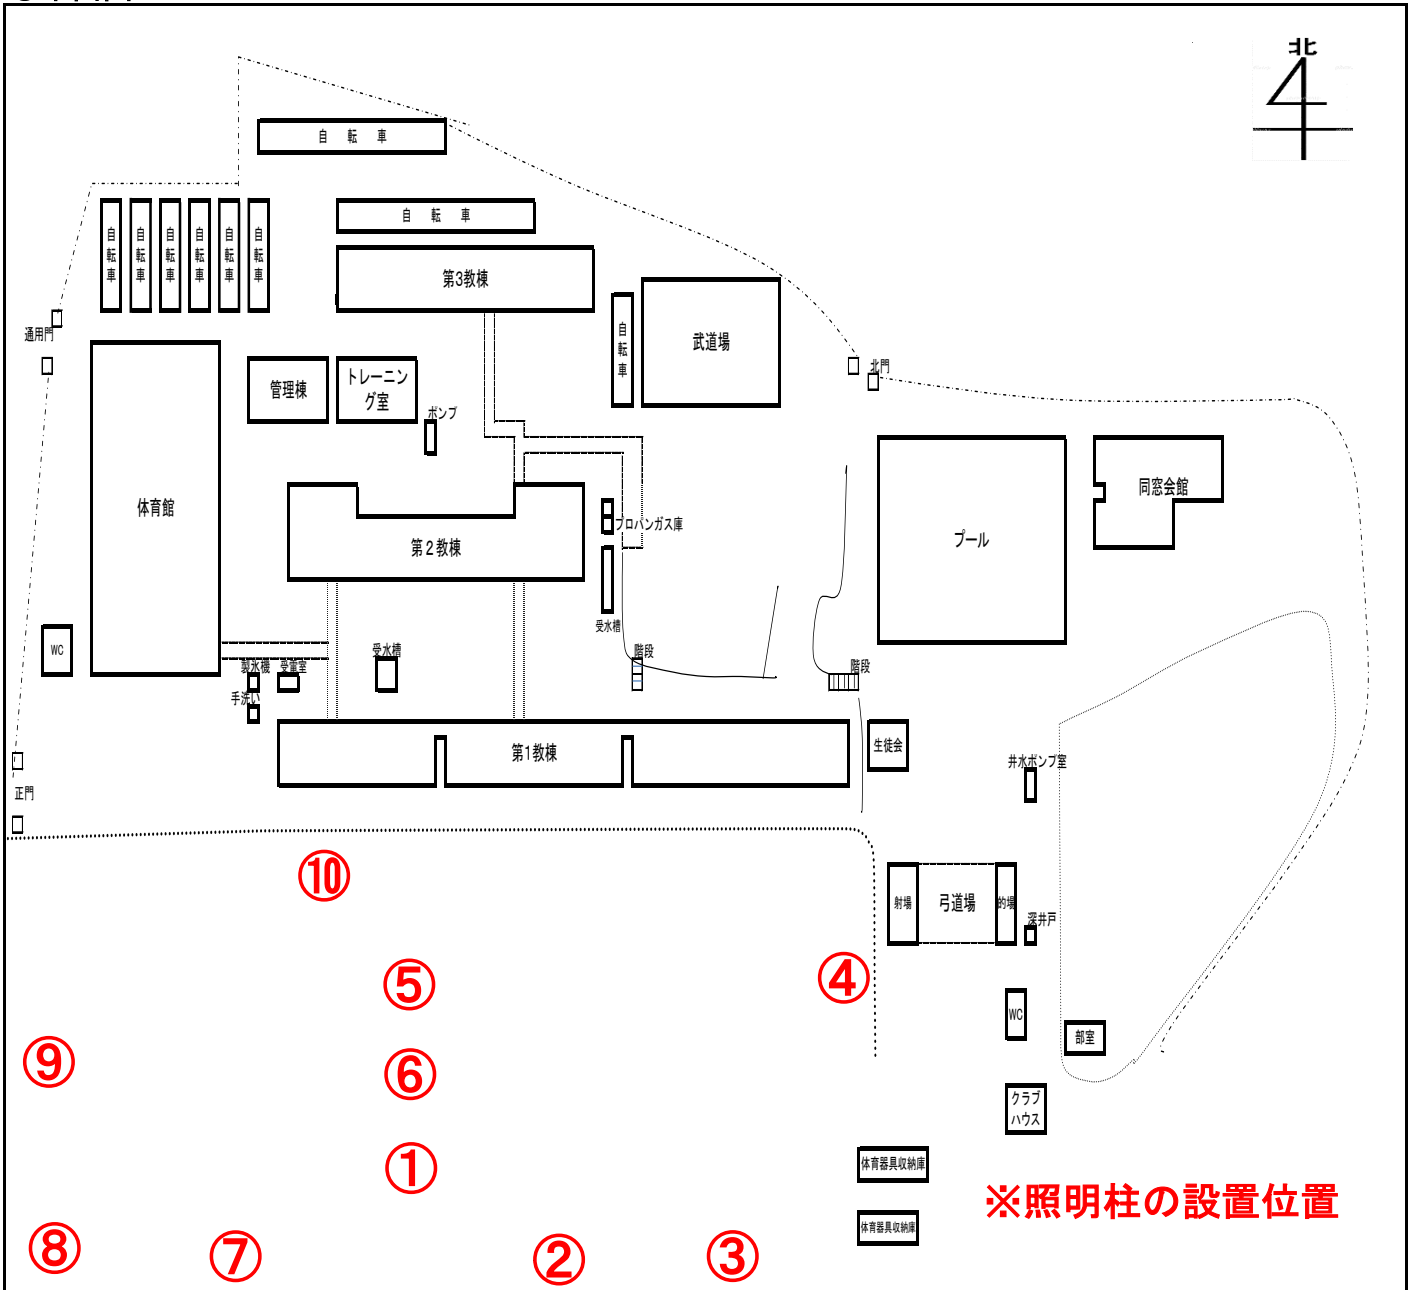 北
自 転 車
自 転 車
自転車
自転車
自転車
自転車
自転車
自転車
第3教棟
自転車
武道場
通用門
北門
管理棟
トレーニン
グ室
ポンプ
体育館
同窓会館
プロパンガス庫
プール
第２教棟
受水槽
WC
受水槽
階段
製氷機
受電室
階段
手洗い
第1教棟
生徒会
井水ポンプ室
正門
⑩
射場
弓道場
的場
深井戸
⑤
④
WC
部室
⑨
⑥
クラブ
ハウス
①
体育器具収納庫
※照明柱の設置位置
体育器具収納庫
⑧
⑦
②
③